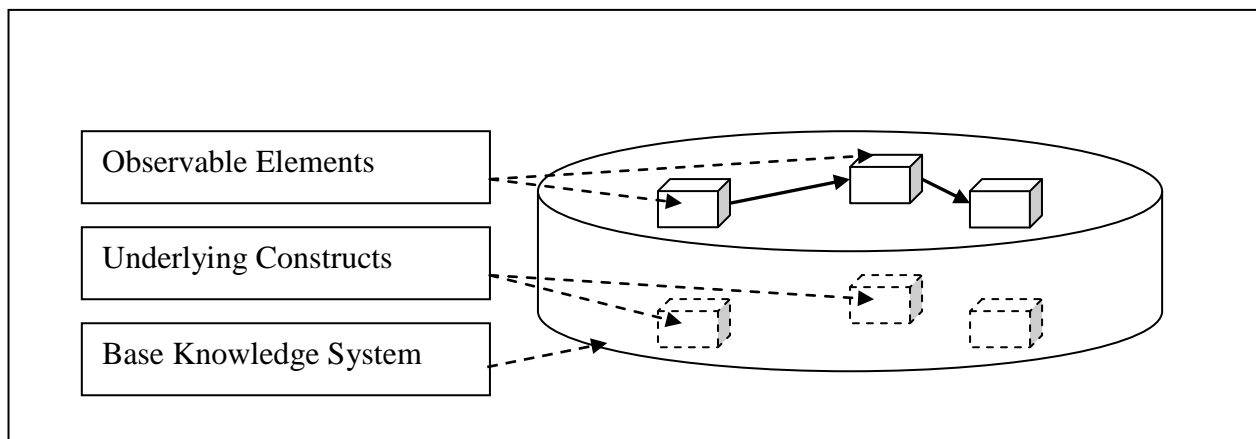 Observable Elements
Underlying Constructs
Base Knowledge System